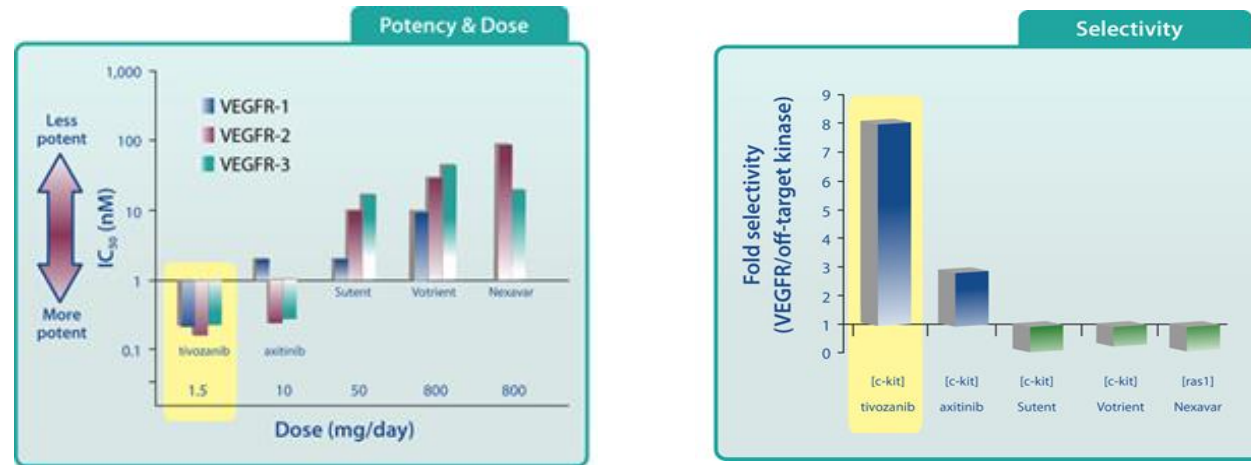 Potency & Dose
1,000
100
10
1
0.1
IC50 (nM)
Less
potent
More
potent
VEGFR-1
VEGFR-2
VEGFR-3
Sutent
Votrient
Nexavar
tivozanib
axitinib
1.5
10
50
800
800
Dose (mg/day)
Selectivity
Fold selectivity
(VEGFR/off-target kinase)
9
8
7
6
5
4
3
2
1
0
[c-kit]
[c-kit]
[c-kit]
[c-kit]
[ras1]
tivozanib
axitinib
Sutent
Votrient
Nexavar